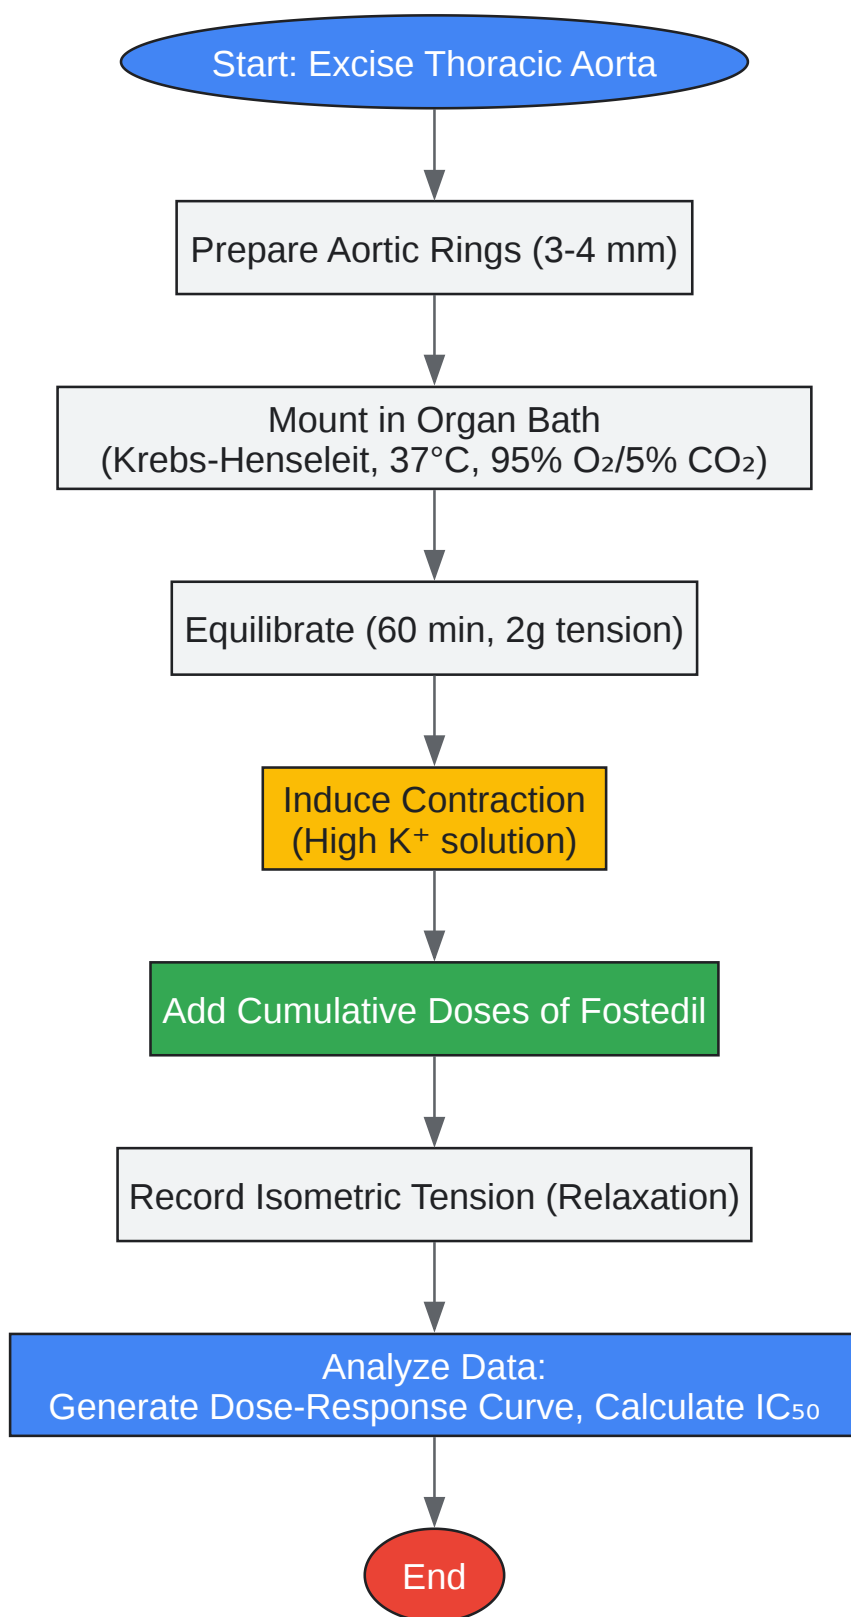 Start: Excise Thoracic Aorta
Prepare Aortic Rings (3-4 mm)
Mount in Organ Bath
(Krebs-Henseleit, 37°C, 95% O₂/5% CO₂)
Equilibrate (60 min, 2g tension)
Induce Contraction
(High K⁺ solution)
Add Cumulative Doses of Fostedil
Record Isometric Tension (Relaxation)
Analyze Data:
Generate Dose-Response Curve, Calculate IC₅₀
End